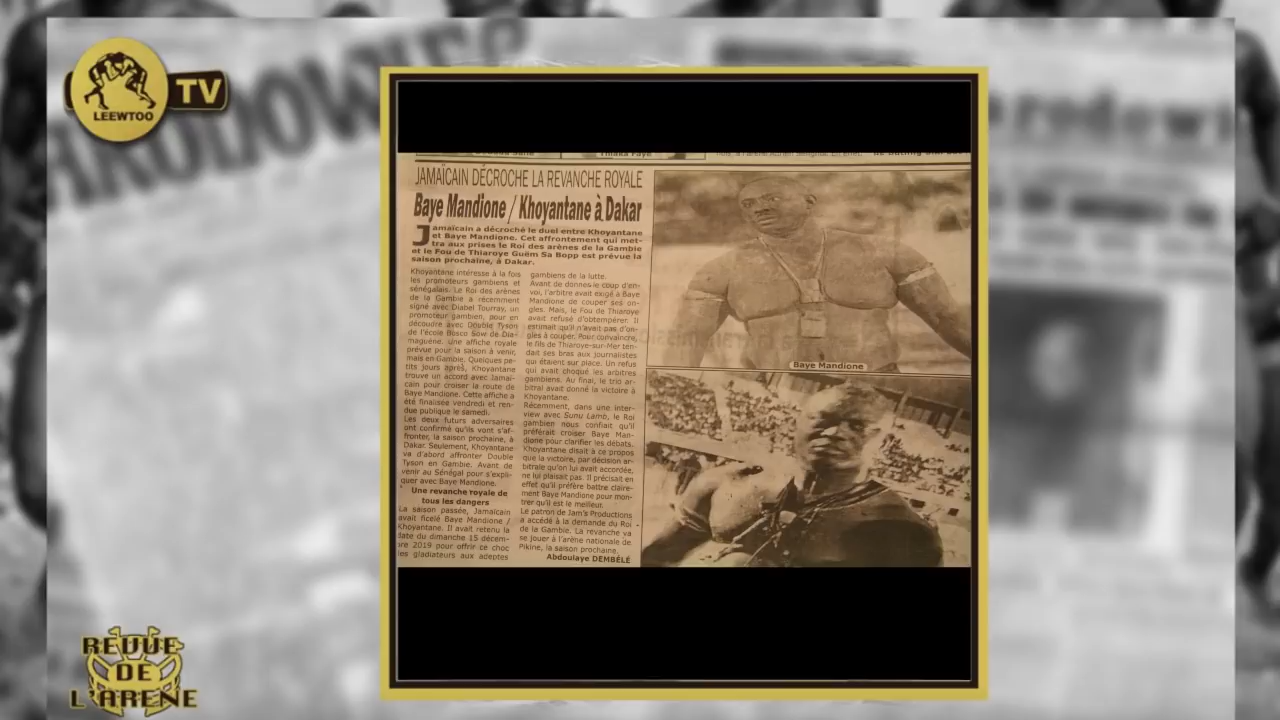 LEEWTOO
TV
Thiaka Faye
JAMAÏCAIN DÉCROCHE LA REVANCHE ROYALE
Baye Mandione / Khoyantane à Dakar
Jamaïcain a décroché le duel entre Khoyantane
et Baye Mandione. Cet affrontement qui met-
tra aux prises le Roi des arènes de la Gambie
et le Fou de Thiaroye Guëm Sa Bopp est prévue la
saison prochaine, à Dakar.
Khoyantane intéresse à la fois
les promoteurs gambiens et
sénégalais. Le Roi des arènes
de la Gambie a récemment
signé avec Diabel Tourray, un
promoteur gambien, pour en
découdre avec Double Tyson
de l'école Bosco Sow de Dia-
maguène. Une affiche royale
prévue pour la saison à venir,
mais en Gambie. Quelques pe-
tits jours après, Khoyantane
trouve un accord avec Jamaï-
cain pour croiser la route de
Baye Mandione. Cette affiche a
été finalisée vendredi et ren-
due publique le samedi.
Les deux futurs adversaires
ont confirmé qu'ils vont s'af-
fronter, la saison prochaine, à
Dakar. Seulement, Khoyantane
va d'abord affronter Double
Tyson en Gambie. Avant de
venir au Sénégal pour s'expli-
quer avec Baye Mandione.
Une revanche royale de
tous les dangers
La saison passée, Jamaïcain
avait ficelé Baye Mandione /
Khoyantane. Il avait retenu la
date du dimanche 15 décem-
bre 2019 pour offrir ce choc
les gladiateurs aux adeptes
gambiens de la lutte.
Avant de donner le coup d'en-
voi, l'arbitre avait exigé à Baye
Mandione de couper ses on-
gles. Mais, le Fou de Thiaroye
avait refusé d'obtempérer. Il
estimait qu'il n'avait pas d'on-
gles à couper. Pour convaincre,
le fils de Thiaroye-sur-Mer ten-
dait ses bras aux journalistes
qui étaient sur place. Un refus
qui avait choqué les arbitres
gambiens. Au final, le trio ar-
bitral avait donné la victoire à
Khoyantane.
Récemment, dans une inter-
view avec Sunu Lamb, le Roi
gambien nous confiait qu'il
préférait croiser Baye Man-
dione pour clarifier les débats.
Khoyantane disait à ce propos
que la victoire, par décision ar-
bitrale qu'on lui avait accordée,
ne lui plaisait pas. Il précisait en
effet qu'il préfère battre claire-
ment Baye Mandione pour mon-
trer qu'il est le meilleur.
Le patron de Jam's Productions
a accédé à la demande du Roi
de la Gambie. La revanche va
se jouer à l'arène nationale de
Pikine, la saison prochaine.
Abdoulaye DEMBÉLÉ
Baye Mandione
REVUE
DE
L'ARENE